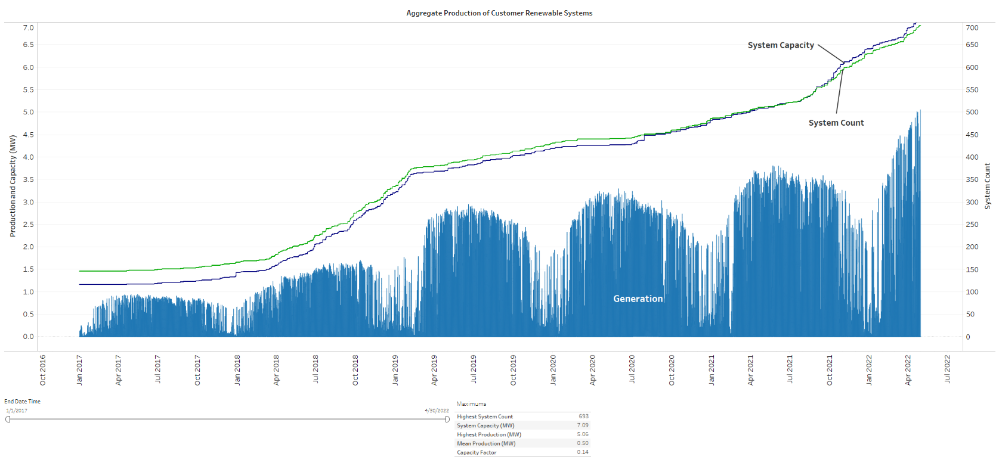 Aggregate Production of Customer Renewable Systems
7.0
6.5
6.0
5.5
5.0
4.5
4.0
3.5
3.0
2.5
2.0
1.5
1.0
0.5
0.0
Production and Capacity (MW)
System Capacity
System Count
Generation
700
650
600
550
500
450
400
350
300
250
200
150
100
50
0
System Count
Oct 2016
Jan 2017
Apr 2017
Jul 2017
Oct 2017
Jan 2018
Apr 2018
Jul 2018
Oct 2018
Jan 2019
Apr 2019
Jul 2019
Oct 2019
Jan 2020
Apr 2020
Jul 2020
Oct 2020
Jan 2021
Apr 2021
Jul 2021
Oct 2021
Jan 2022
Apr 2022
Jul 2022
End Date Time
1/1/2017 4/30/2022
Maximums
Highest System Count 693
System Capacity (MW) 7.09
Highest Production (MW) 5.06
Mean Production (MW) 0.50
Capacity Factor 0.14